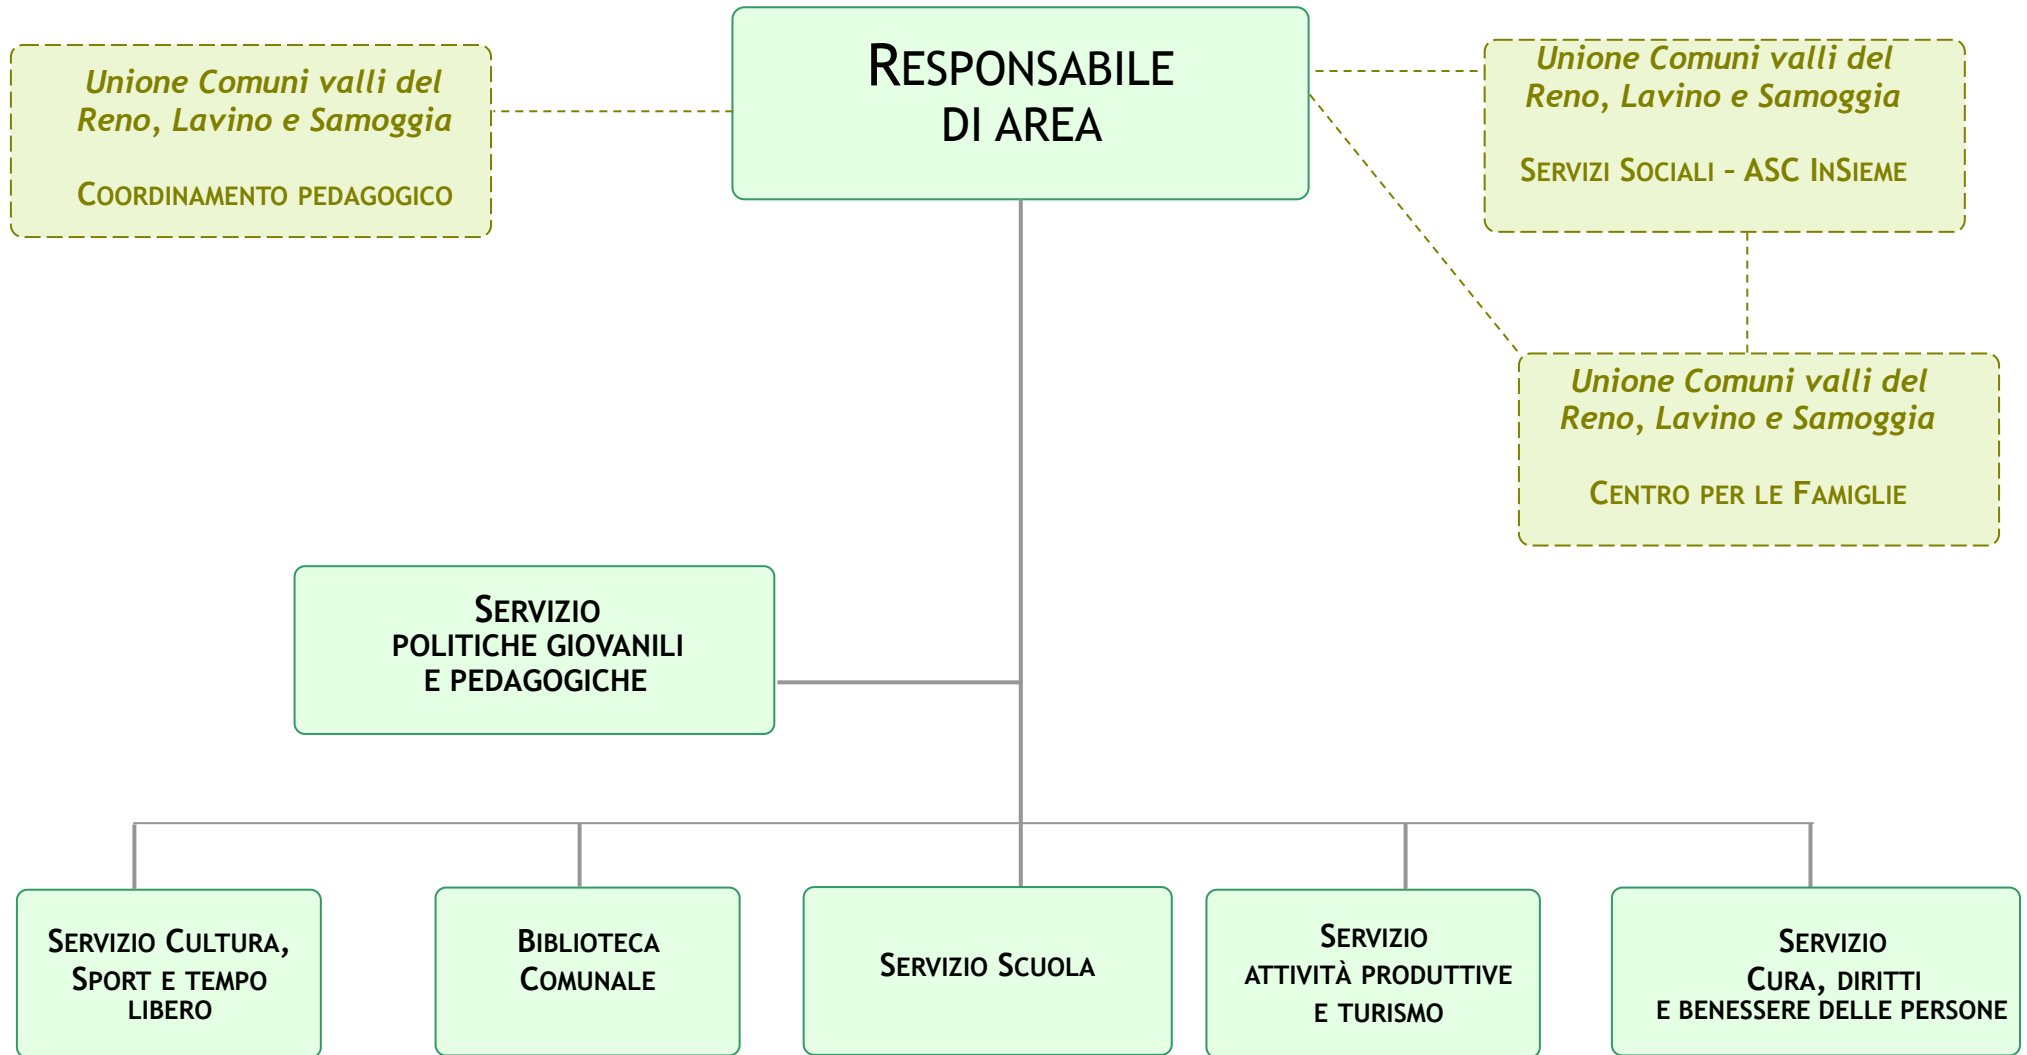 Unione Comuni valli del
Reno, Lavino e Samoggia
COORDINAMENTO PEDAGOGICO
RESPONSABILE
DI AREA
Unione Comuni valli del
Reno, Lavino e Samoggia
SERVIZI SOCIALI – ASC INSIEME
Unione Comuni valli del
Reno, Lavino e Samoggia
CENTRO PER LE FAMIGLIE
SERVIZIO
POLITICHE GIOVANILI
E PEDAGOGICHE
SERVIZIO CULTURA,
SPORT E TEMPO
LIBERO
BIBLIOTECA
COMUNALE
SERVIZIO SCUOLA
SERVIZIO
ATTIVITÀ PRODUTTIVE
E TURISMO
SERVIZIO
CURA, DIRITTI
E BENESSERE DELLE PERSONE